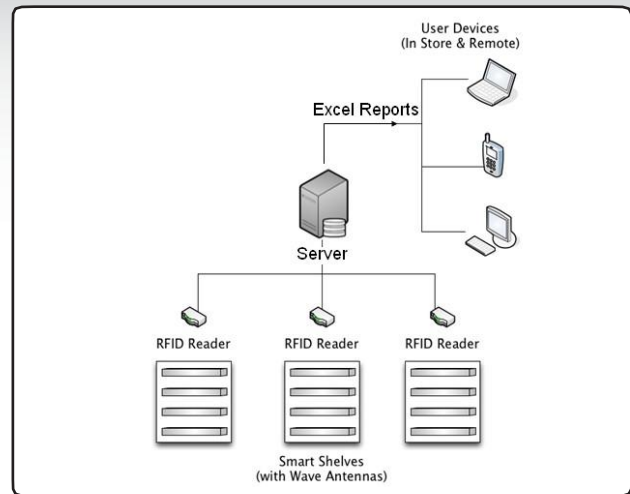 User Devices
(In Store & Remote)
Excel Reports
Server
RFID Reader
RFID Reader
RFID Reader
Smart Shelves
(with Wave Antennas)